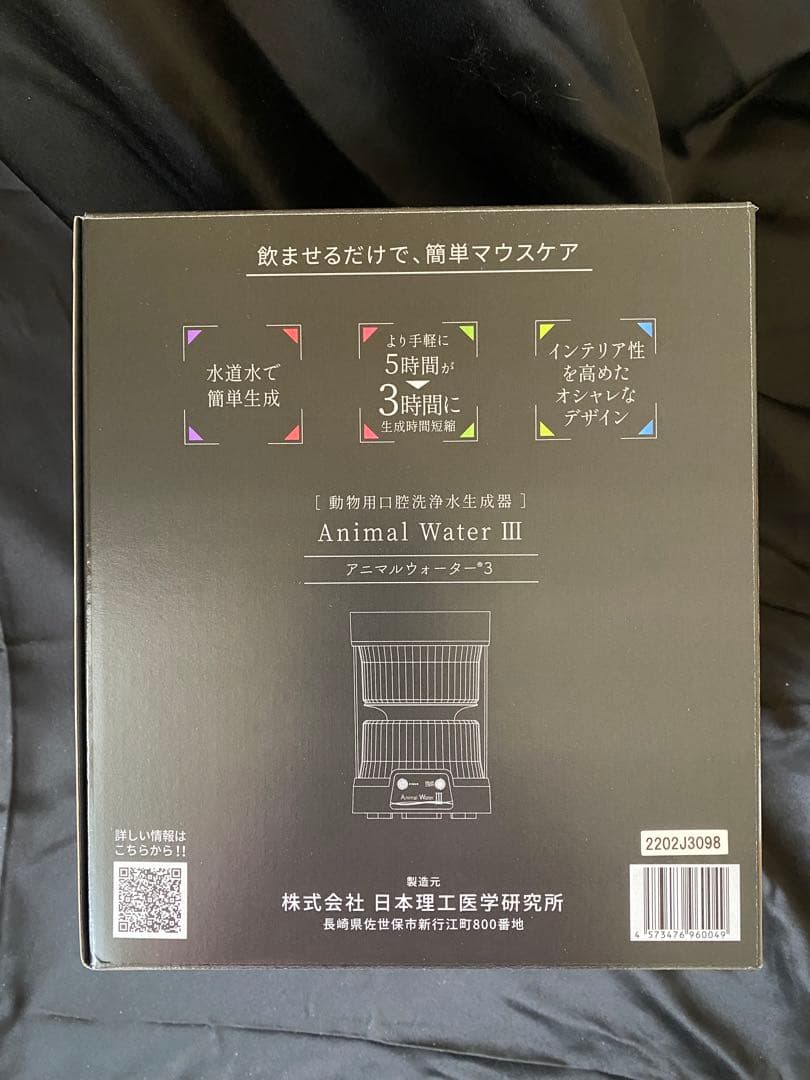 飲ませるだけで、簡単マウスケア
水道水で
簡単生成
より手軽に
5時間が
3時間に
生成時間短縮
インテリア性
を高めた
オシャレな
デザイン
[ 動物用口腔洗浄水生成器 ]
Animal Water III
アニマルウォーター®3
Animal Water III
詳しい情報は
こちらから!!
製造元
株式会社 日本理工医学研究所
長崎県佐世保市新行江町800番地
2202J3098
4 573476 960049